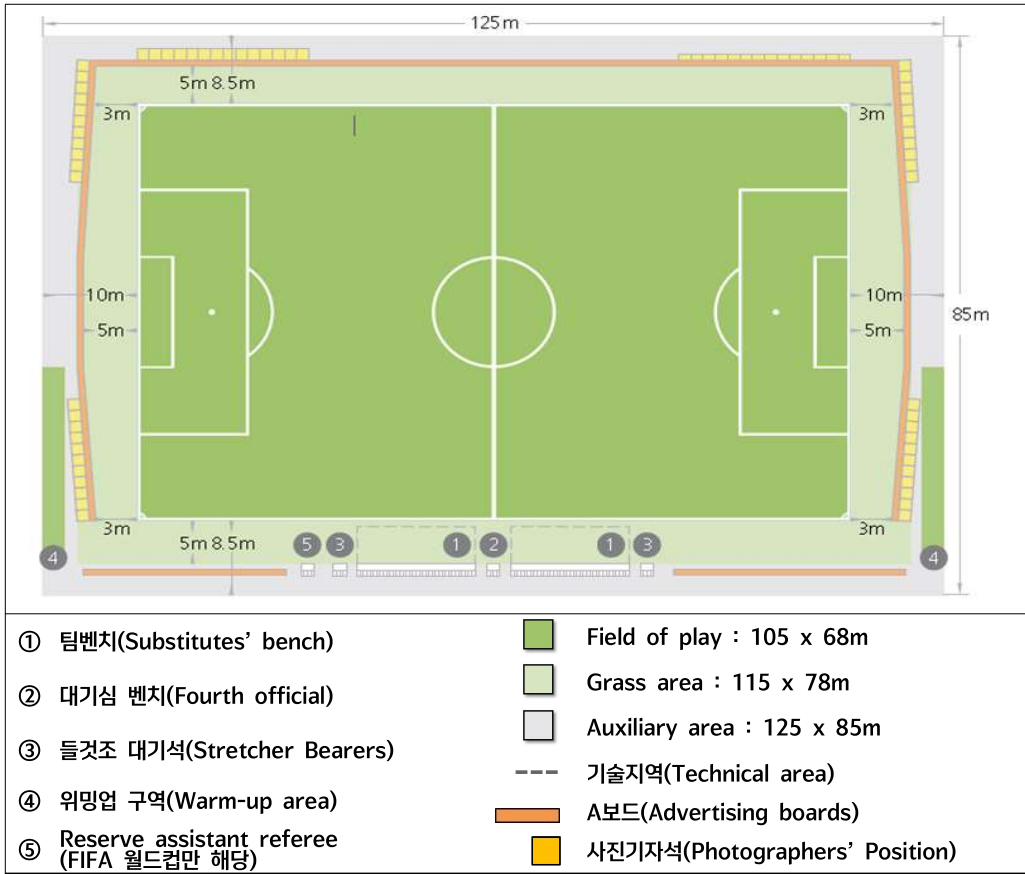 125m
5m 8.5m
3m
3m
10m
10m
5m
5m
85m
3m
3m
5m 8.5m
⑤ ③ ① ② ① ③
④
④
① 팀벤치(Substitutes' bench)
② 대기심 벤치(Fourth official)
③ 들것조 대기석(Stretcher Bearers)
④ 위밍업 구역(Warm-up area)
⑤ Reserve assistant referee
(FIFA 월드컵만 해당)
Field of play : 105 x 68m
Grass area : 115 x 78m
Auxiliary area : 125 x 85m
기술지역(Technical area)
A보드(Advertising boards)
사진기자석(Photographers' Position)